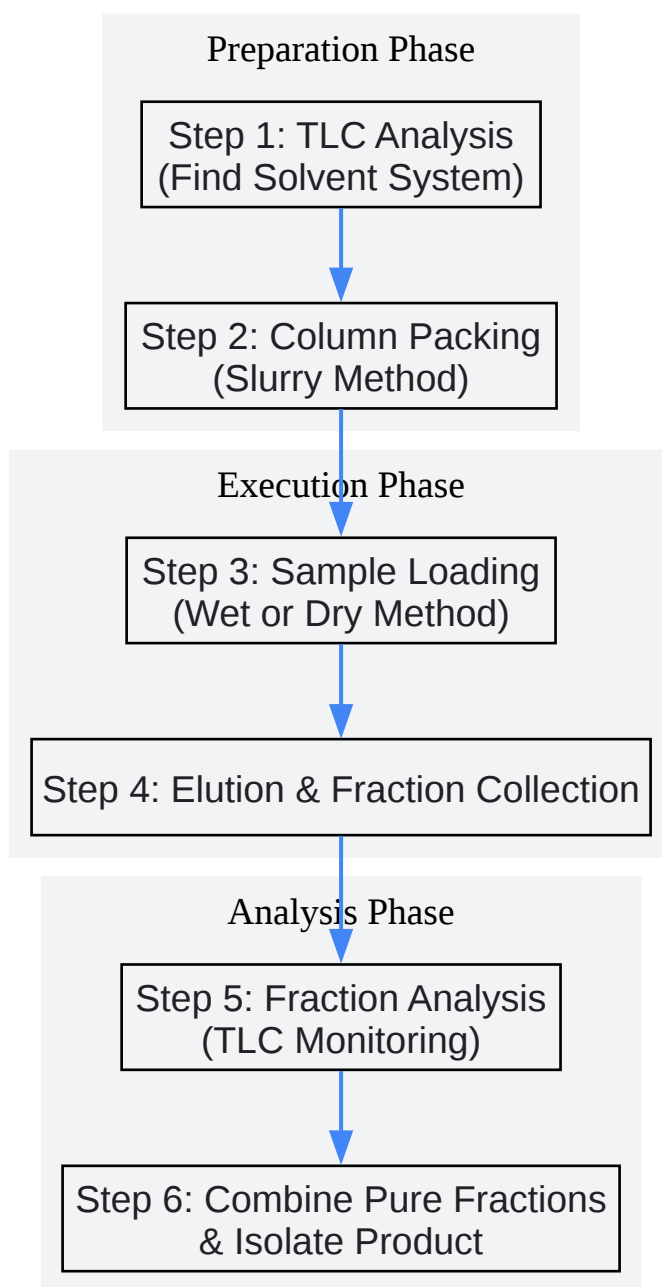 Preparation Phase
Step 1: TLC Analysis
(Find Solvent System)
Step 2: Column Packing
(Slurry Method)
Execution Phase
Step 3: Sample Loading
(Wet or Dry Method)
Step 4: Elution & Fraction Collection
Analysis Phase
Step 5: Fraction Analysis
(TLC Monitoring)
Step 6: Combine Pure Fractions
& Isolate Product